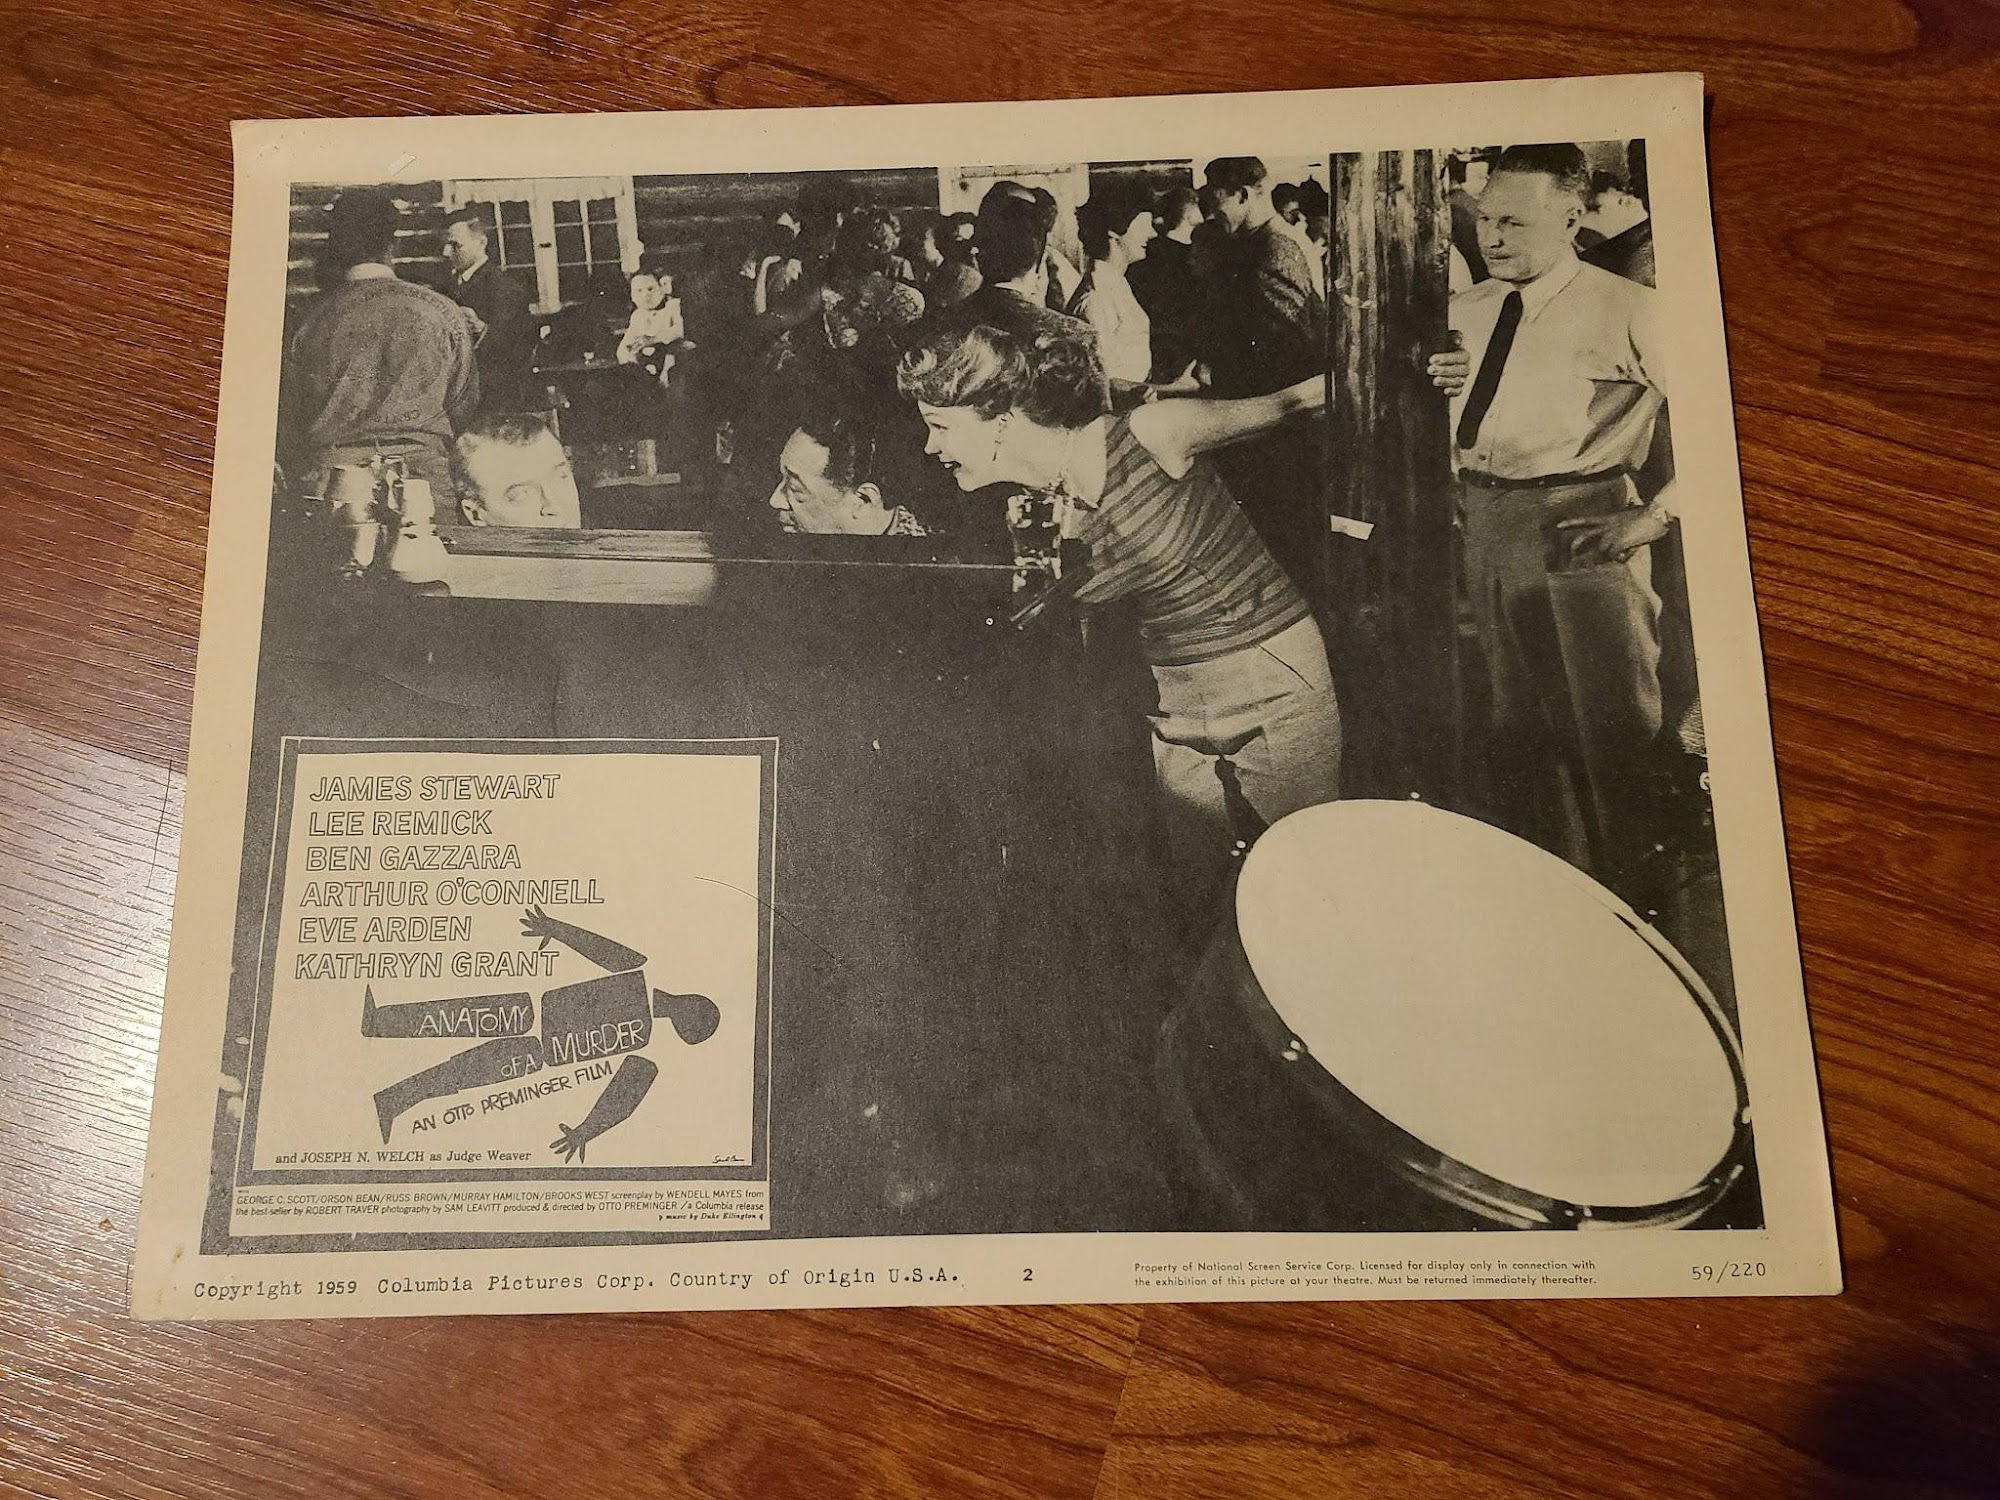 JAMES STEWART
LEE REMICK
BEN GAZZARA
ARTHUR O'CONNELL
EVE ARDEN
KATHRYN GRANT
ANATOMY
OF A MURDER
AN OTTO PREMINGER FILM
and JOSEPH N. WELCH as Judge Weaver
GEORGE C. SCOTT/ORSON BEAN/RUSS BROWN/MURRAY HAMILTON/BROOKS WEST screenplay by WENDELL MAYES from
the best-seller by ROBERT TRAVER photography by SAM LEAVITT produced & directed by OTTO PREMINGER / a Columbia release
music by Duke Ellington
Copyright 1959 Columbia Pictures Corp. Country of Origin U.S.A.
2
Property of National Screen Service Corp. Licensed for display only in connection with
the exhibition of this picture at your theatre. Must be returned immediately thereafter.
59/220